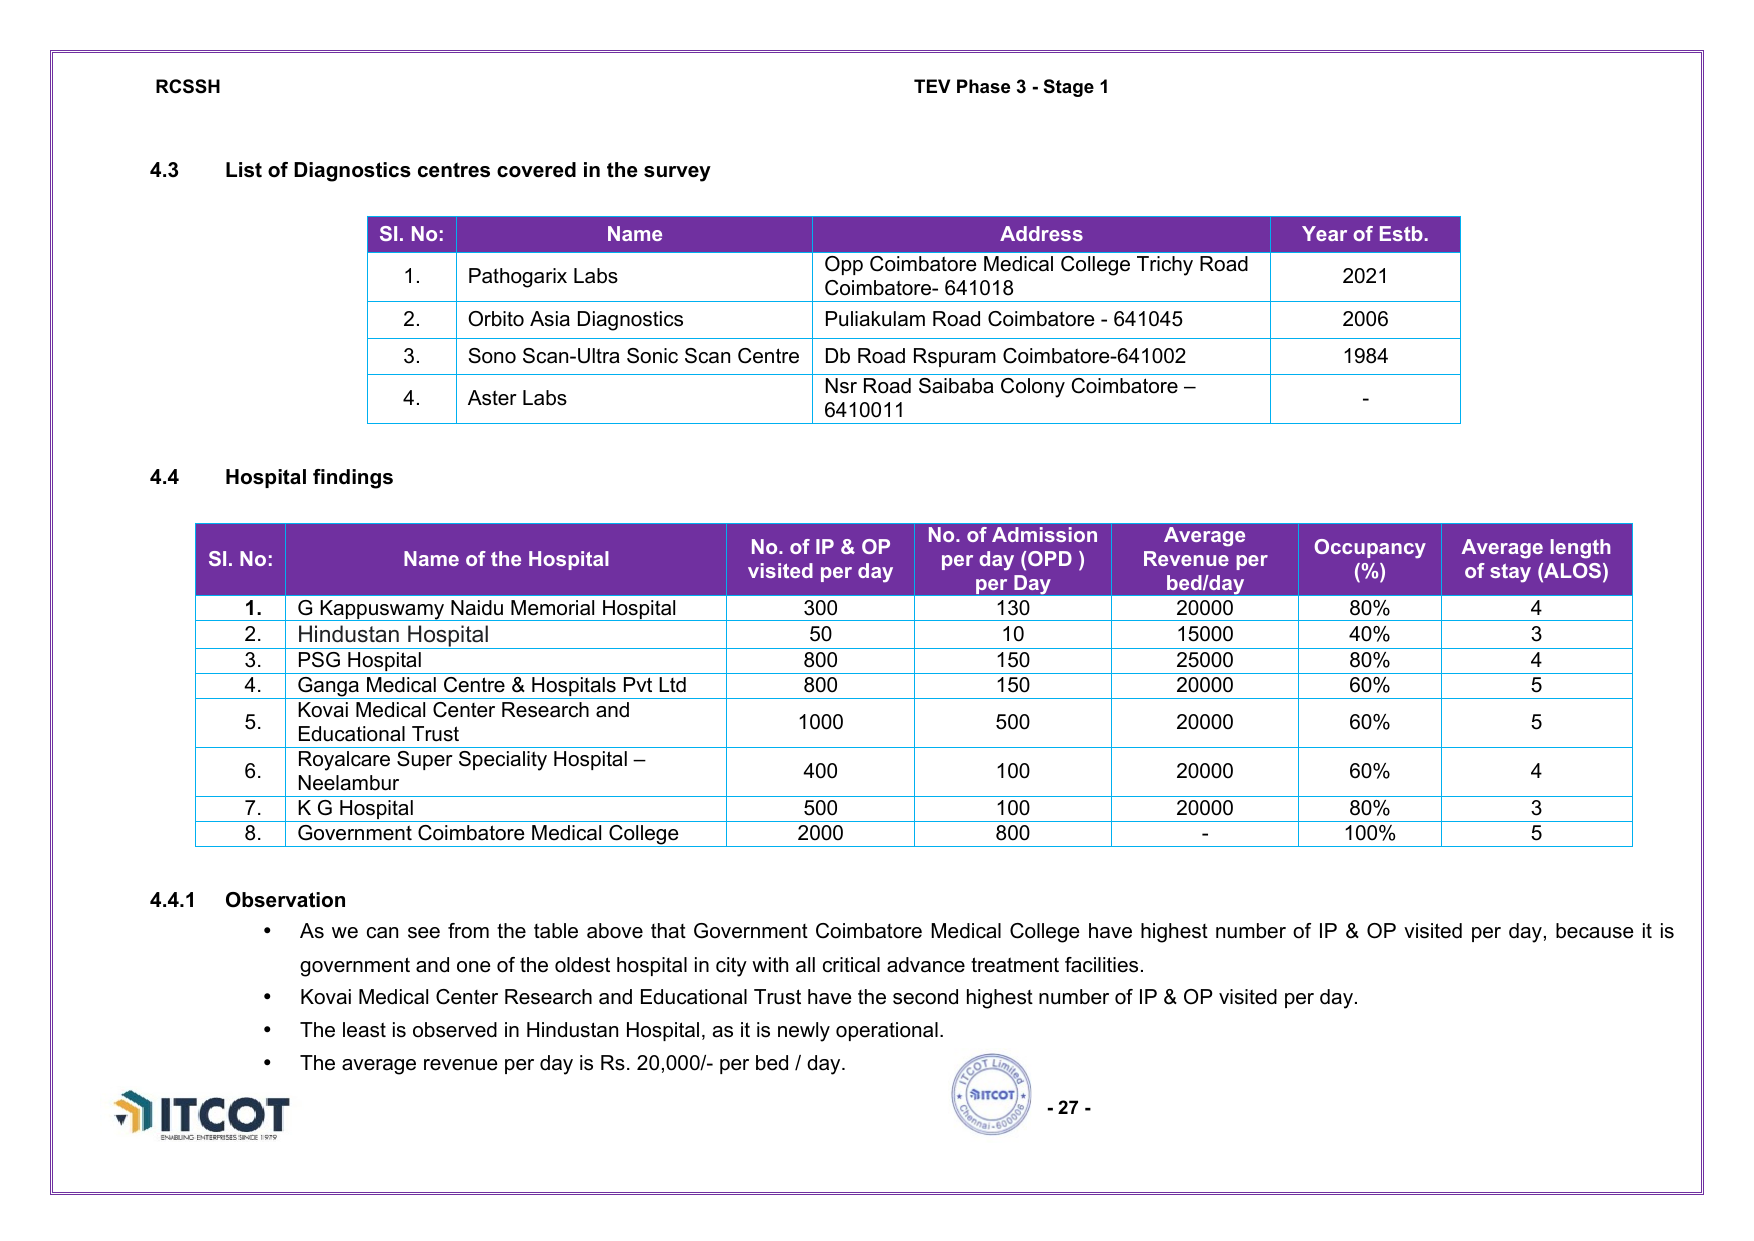 RCSSH TEV Phase 3 - Stage 1
4.3 List of Diagnostics centres covered in the survey
Sl. No: Name Address Year of Estb.
1. Pathogarix Labs Opp Coimbatore Medical College Trichy Road
Coimbatore- 641018 2021
2. Orbito Asia Diagnostics Puliakulam Road Coimbatore - 641045 2006
3. Sono Scan-Ultra Sonic Scan Centre Db Road Rspuram Coimbatore-641002 1984
4. Aster Labs Nsr Road Saibaba Colony Coimbatore –
6410011 -
4.4 Hospital findings
Sl. No: Name of the Hospital No. of IP & OP
visited per day No. of Admission
per day (OPD )
per Day Average
Revenue per
bed/day Occupancy
(%) Average length
of stay (ALOS)
1. G Kappuswamy Naidu Memorial Hospital 300 130 20000 80% 4
2. Hindustan Hospital 50 10 15000 40% 3
3. PSG Hospital 800 150 25000 80% 4
4. Ganga Medical Centre & Hospitals Pvt Ltd 800 150 20000 60% 5
5. Kovai Medical Center Research and
Educational Trust 1000 500 20000 60% 5
6. Royalcare Super Speciality Hospital –
Neelambur 400 100 20000 60% 4
7. K G Hospital 500 100 20000 80% 3
8. Government Coimbatore Medical College 2000 800 - 100% 5
4.4.1 Observation
• As we can see from the table above that Government Coimbatore Medical College have highest number of IP & OP visited per day, because it is
government and one of the oldest hospital in city with all critical advance treatment facilities.
• Kovai Medical Center Research and Educational Trust have the second highest number of IP & OP visited per day.
• The least is observed in Hindustan Hospital, as it is newly operational.
• The average revenue per day is Rs. 20,000/- per bed / day.
ITCOT
ENABLING ENTERPRISES SINCE 1979
ITCOT Limited
ITCOT
Chennai-600006
- 27 -